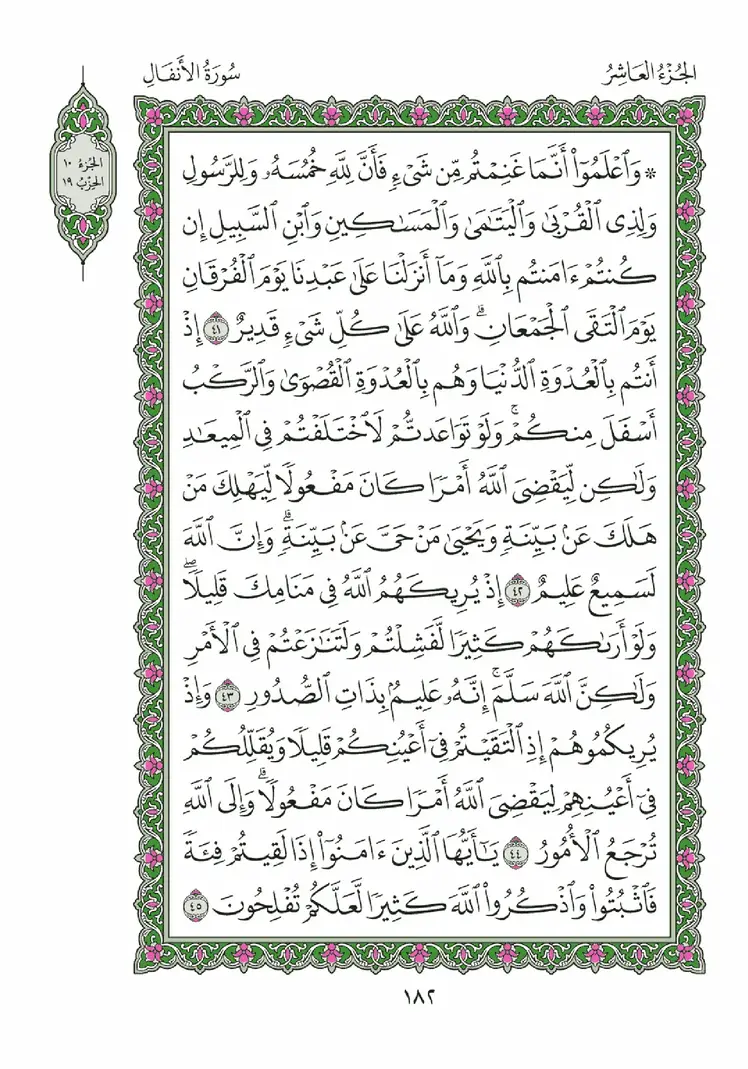 الجُزْءُ العَاشِرُ
سُورَةُ الأَنفَالِ
الجُزءُ ١٠
الحِزْبُ ١٩
* وَٱعْلَمُوٓا۟ أَنَّمَا غَنِمْتُم مِّن شَىْءٍ فَأَنَّ لِلَّهِ خُمُسَهُۥ وَلِلرَّسُولِ
وَلِذِى ٱلْقُرْبَىٰ وَٱلْيَتَـٰمَىٰ وَٱلْمَسَـٰكِينِ وَٱبْنِ ٱلسَّبِيلِ إِن
كُنتُمْ ءَامَنتُم بِٱللَّهِ وَمَآ أَنزَلْنَا عَلَىٰ عَبْدِنَا يَوْمَ ٱلْفُرْقَانِ
يَوْمَ ٱلْتَقَى ٱلْجَمْعَانِ ۗ وَٱللَّهُ عَلَىٰ كُلِّ شَىْءٍ قَدِيرٌ ٤١ إِذْ
أَنتُم بِٱلْعُدْوَةِ ٱلدُّنْيَا وَهُم بِٱلْعُدْوَةِ ٱلْقُصْوَىٰ وَٱلرَّكْبُ
أَسْفَلَ مِنكُمْ ۚ وَلَوْ تَوَاعَدتُّمْ لَٱخْتَلَفْتُمْ فِى ٱلْمِيعَـٰدِ
وَلَـٰكِن لِّيَقْضِىَ ٱللَّهُ أَمْرًا كَانَ مَفْعُولًا لِّيَهْلِكَ مَنْ
هَلَكَ عَنۢ بَيِّنَةٍ وَيَحْيَىٰ مَنْ حَىَّ عَنۢ بَيِّنَةٍ ۗ وَإِنَّ ٱللَّهَ
لَسَمِيعٌ عَلِيمٌ ٤٢ إِذْ يُرِيكَهُمُ ٱللَّهُ فِى مَنَامِكَ قَلِيلًا ۖ
وَلَوْ أَرَىٰكَهُمْ كَثِيرًا لَّفَشِلْتُمْ وَلَتَنَـٰزَعْتُمْ فِى ٱلْأَمْرِ
وَلَـٰكِنَّ ٱللَّهَ سَلَّمَ ۗ إِنَّهُۥ عَلِيمٌۢ بِذَاتِ ٱلصُّدُورِ ٤٣ وَإِذْ
يُرِيكُمُوهُمْ إِذِ ٱلْتَقَيْتُمْ فِىٓ أَعْيُنِكُمْ قَلِيلًا وَيُقَلِّلُكُمْ
فِىٓ أَعْيُنِهِمْ لِيَقْضِىَ ٱللَّهُ أَمْرًا كَانَ مَفْعُولًا ۗ وَإِلَى ٱللَّهِ
تُرْجَعُ ٱلْأُمُورُ ٤٤ يَـٰٓأَيُّهَا ٱلَّذِينَ ءَامَنُوٓا۟ إِذَا لَقِيتُمْ فِئَةً
فَٱثْبُتُوا۟ وَٱذْكُرُوا۟ ٱللَّهَ كَثِيرًا لَّعَلَّكُمْ تُفْلِحُونَ ٤٥
١٨٢